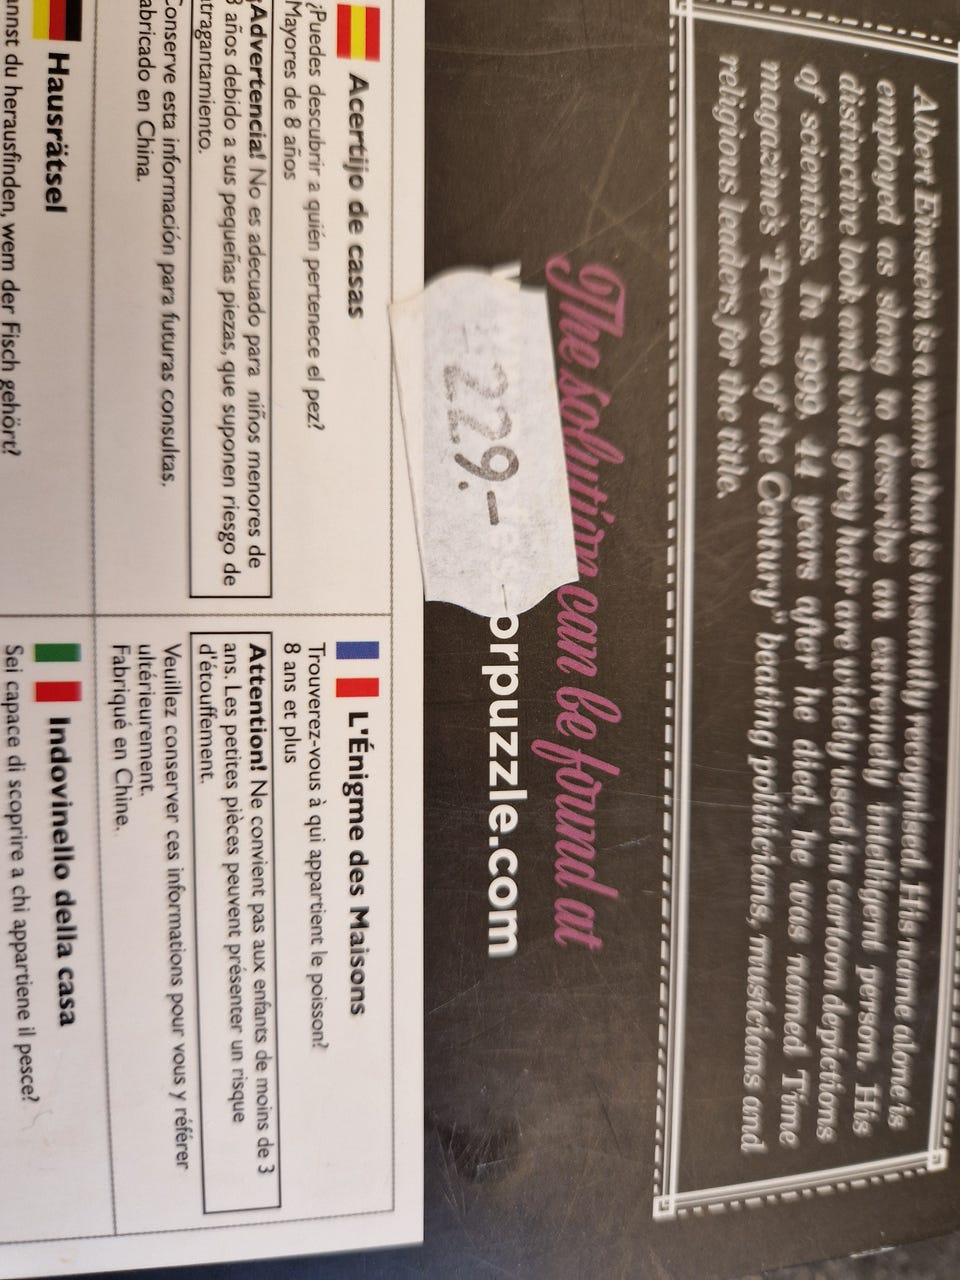 Albert Einstein is a name that is instantly recognised. His name alone is
employed as slang to describe an extremely intelligent person. His
distinctive look and wild grey hair are widely used in cartoon depictions
of scientists. In 1999, 44 years after he died, he was named Time
magazine's "Person of the Century" beating politicians, musicians and
religious leaders for the title.
The solution can be found at
orpuzzle.com
229.-
Acertijo de casas
¿Puedes descubrir a quién pertenece el pez?
Mayores de 8 años
¡Advertencia! No es adecuado para niños menores de
3 años debido a sus pequeñas piezas, que suponen riesgo de
atragantamiento.
Conserve esta información para futuras consultas.
Fabricado en China.
L'Énigme des Maisons
Trouverez-vous à qui appartient le poisson?
8 ans et plus
Attention! Ne convient pas aux enfants de moins de 3
ans. Les petites pièces peuvent présenter un risque
d'étouffement.
Veuillez conserver ces informations pour vous y référer
ultérieurement.
Fabriqué en Chine.
Hausrätsel
annst du herausfinden, wem der Fisch gehört?
Indovinello della casa
Sei capace di scoprire a chi appartiene il pesce?